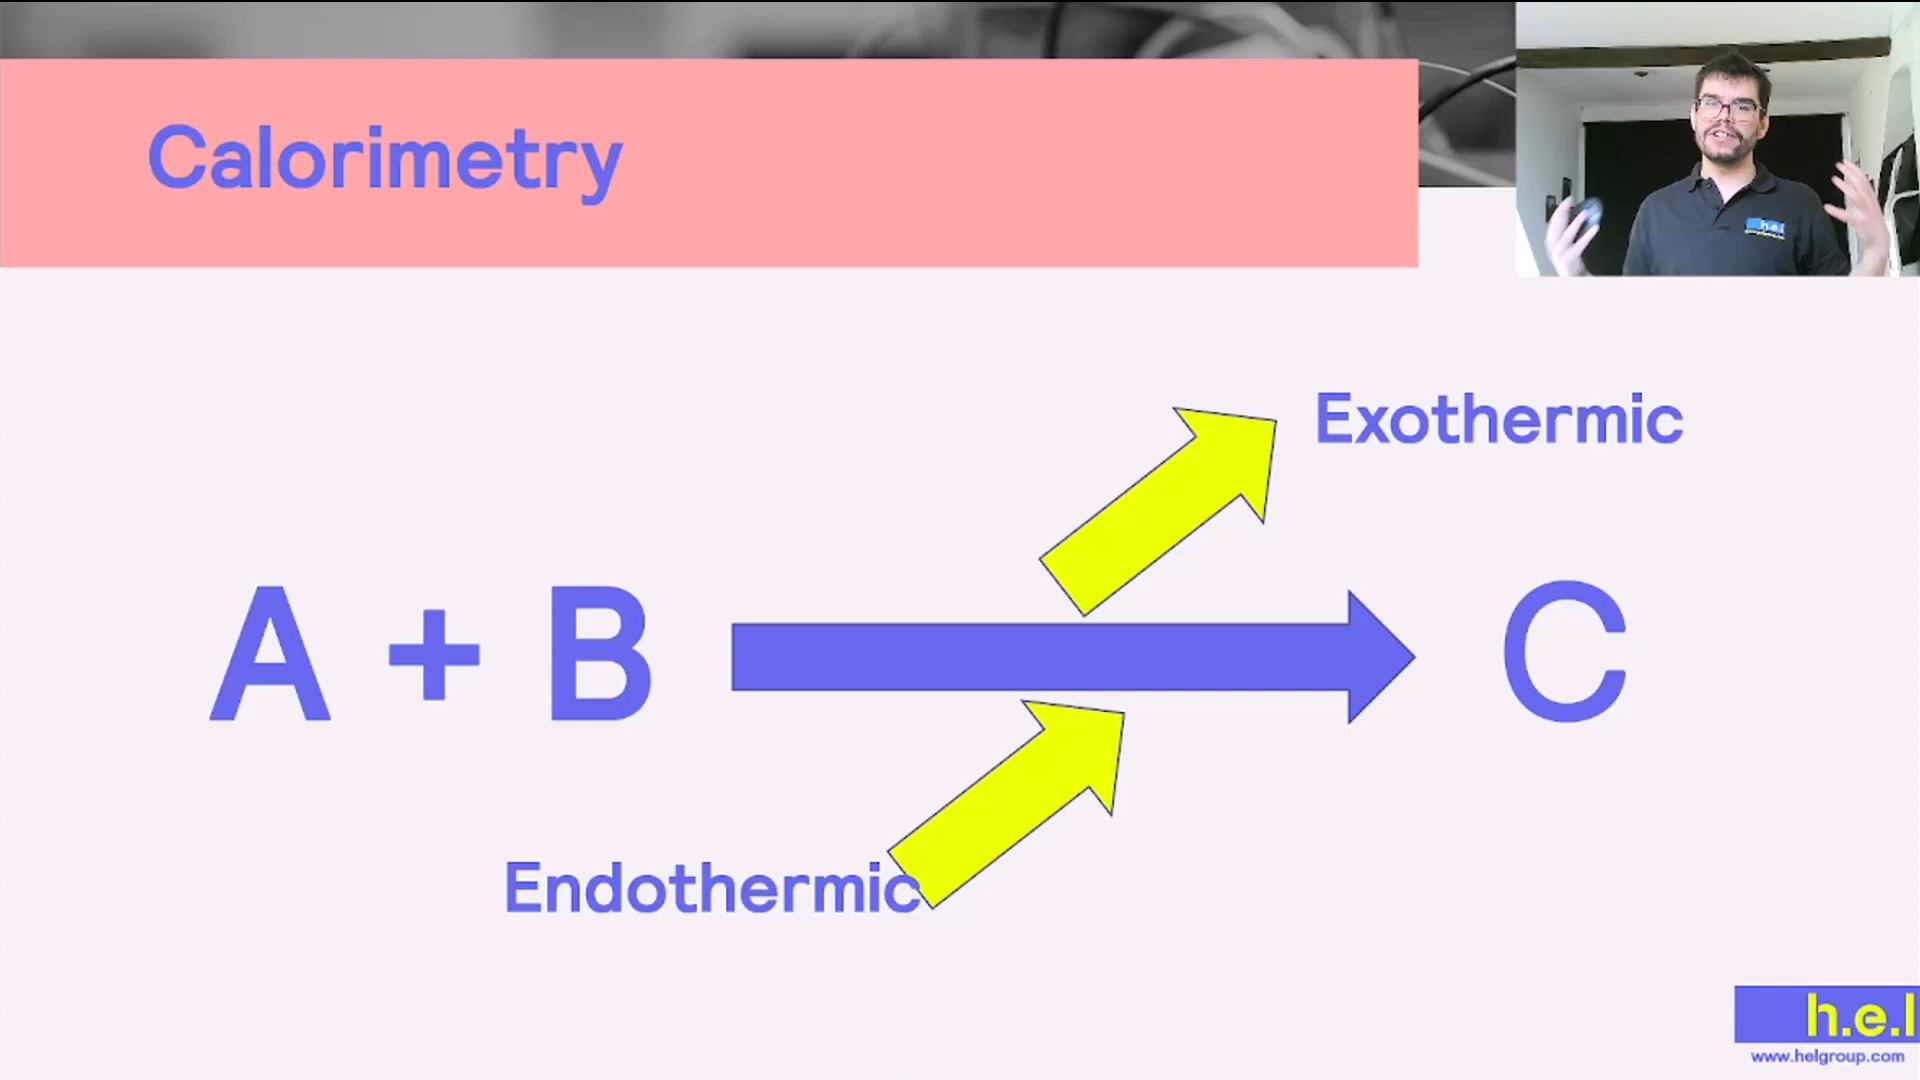 Calorimetry
h.e.l
Exothermic
A + B
C
Endothermic
h.e.l
www.helgroup.com